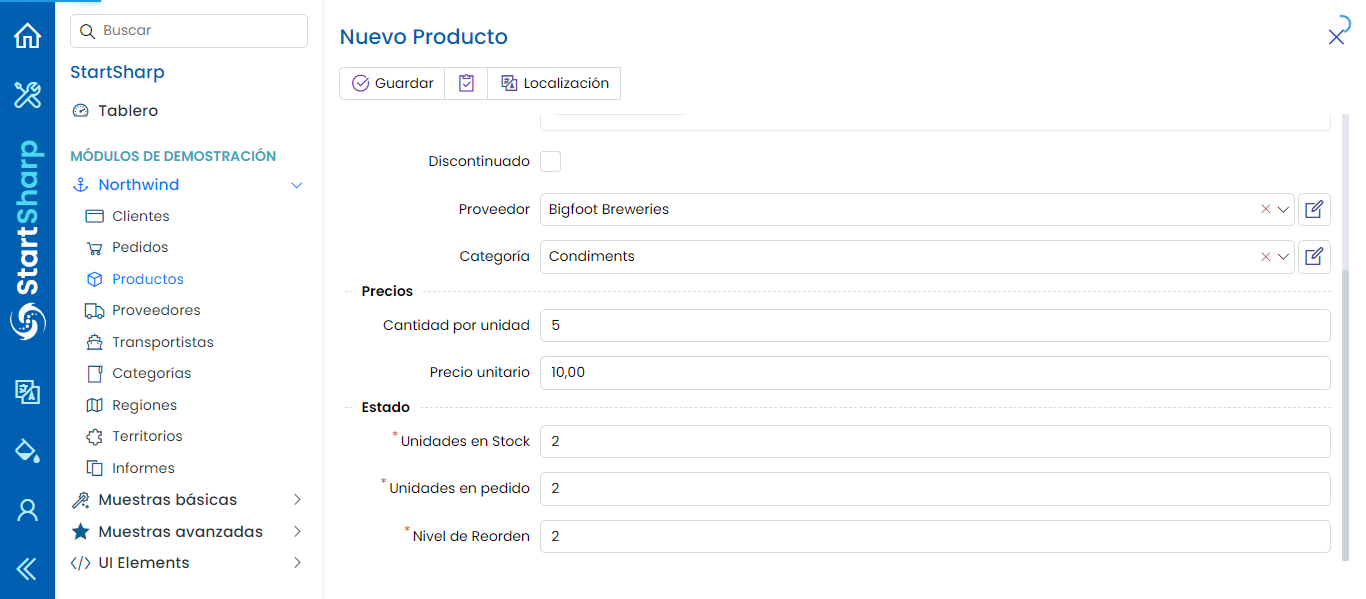 StartSharp
Buscar
StartSharp
Tablero
MÓDULOS DE DEMOSTRACIÓN
Northwind
Clientes
Pedidos
Productos
Proveedores
Transportistas
Categorías
Regiones
Territorios
Informes
Muestras básicas
Muestras avanzadas
UI Elements
Nuevo Producto
Guardar
Localización
Discontinuado
Proveedor Bigfoot Breweries
Categoría Condiments
Precios
Cantidad por unidad 5
Precio unitario 10,00
Estado
*Unidades en Stock 2
*Unidades en pedido 2
*Nivel de Reorden 2